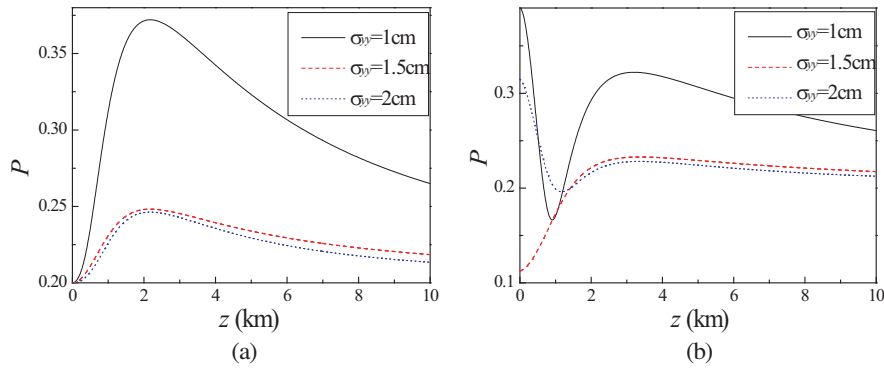 P
0.35
0.30
0.25
0.20
0 2 4 6 8 10
z (km)
σyy=1cm
σyy=1.5cm
σyy=2cm
(a)
P
0.3
0.2
0.1
0 2 4 6 8 10
z (km)
σyy=1cm
σyy=1.5cm
σyy=2cm
(b)